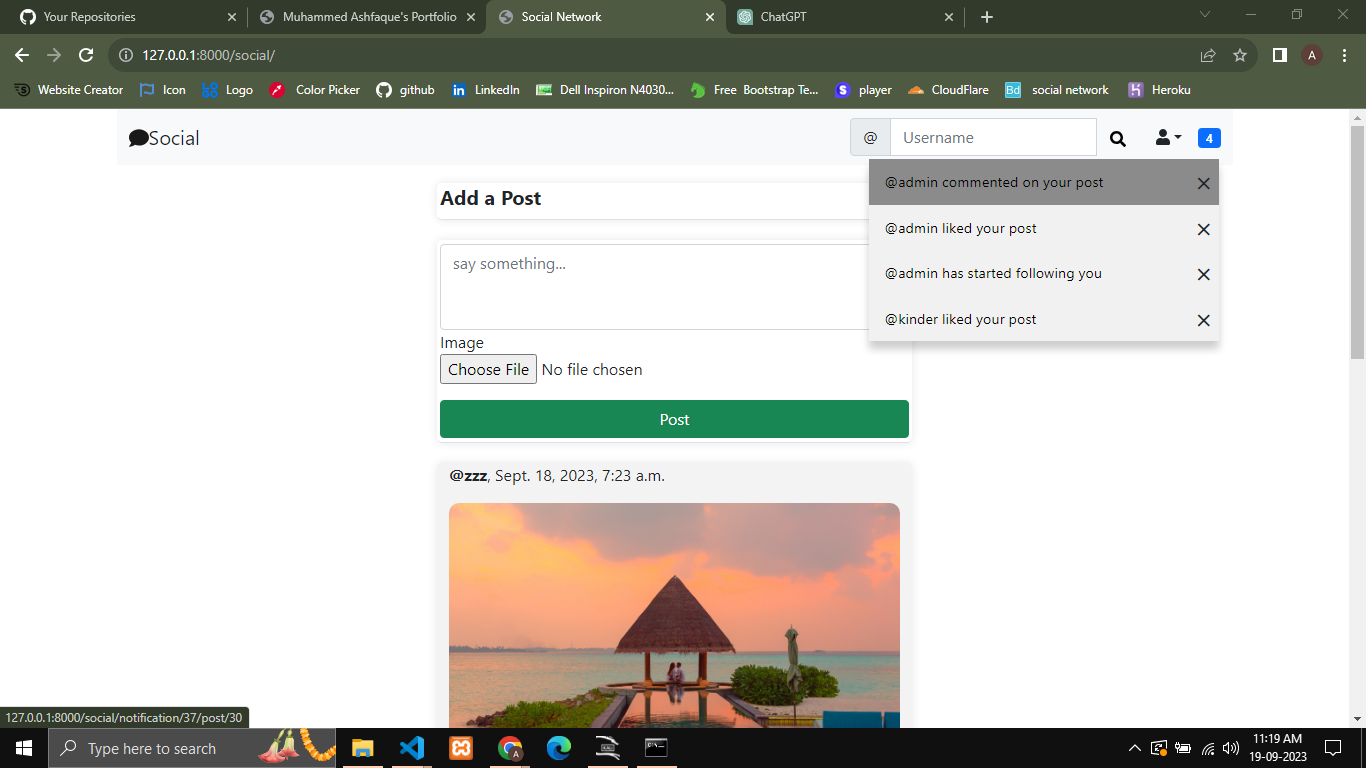 Your Repositories
Muhammed Ashfaque's Portfolio
Social Network
ChatGPT
127.0.0.1:8000/social/
A
Website Creator
Icon
Logo
Color Picker
github
LinkedIn
Dell Inspiron N4030...
Free Bootstrap Te...
player
CloudFlare
Bd social network
Heroku
Social
@
Username
4
@admin commented on your post
@admin liked your post
@admin has started following you
@kinder liked your post
Add a Post
say something...
Image
Choose File No file chosen
Post
@zzz, Sept. 18, 2023, 7:23 a.m.
127.0.0.1:8000/social/notification/37/post/30
Type here to search
11:19 AM
19-09-2023